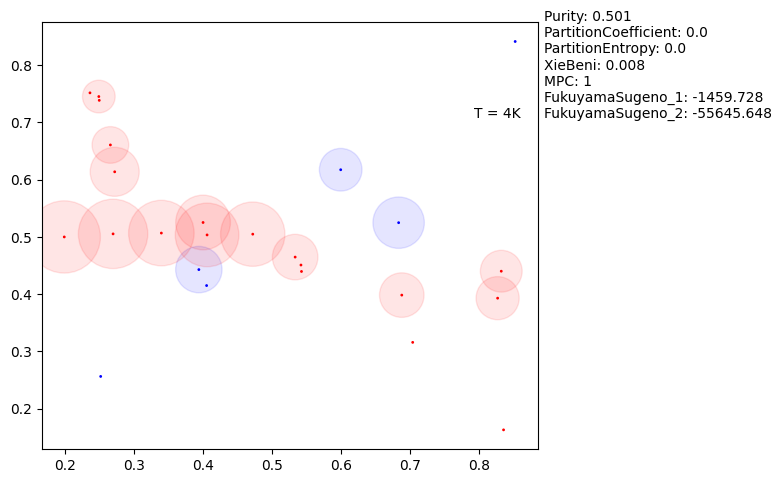 Purity: 0.501
PartitionCoefficient: 0.0
PartitionEntropy: 0.0
XieBeni: 0.008
MPC: 1
FukuyamaSugeno_1: -1459.728
FukuyamaSugeno_2: -55645.648
T = 4K
0.8
0.7
0.6
0.5
0.4
0.3
0.2
0.2 0.3 0.4 0.5 0.6 0.7 0.8